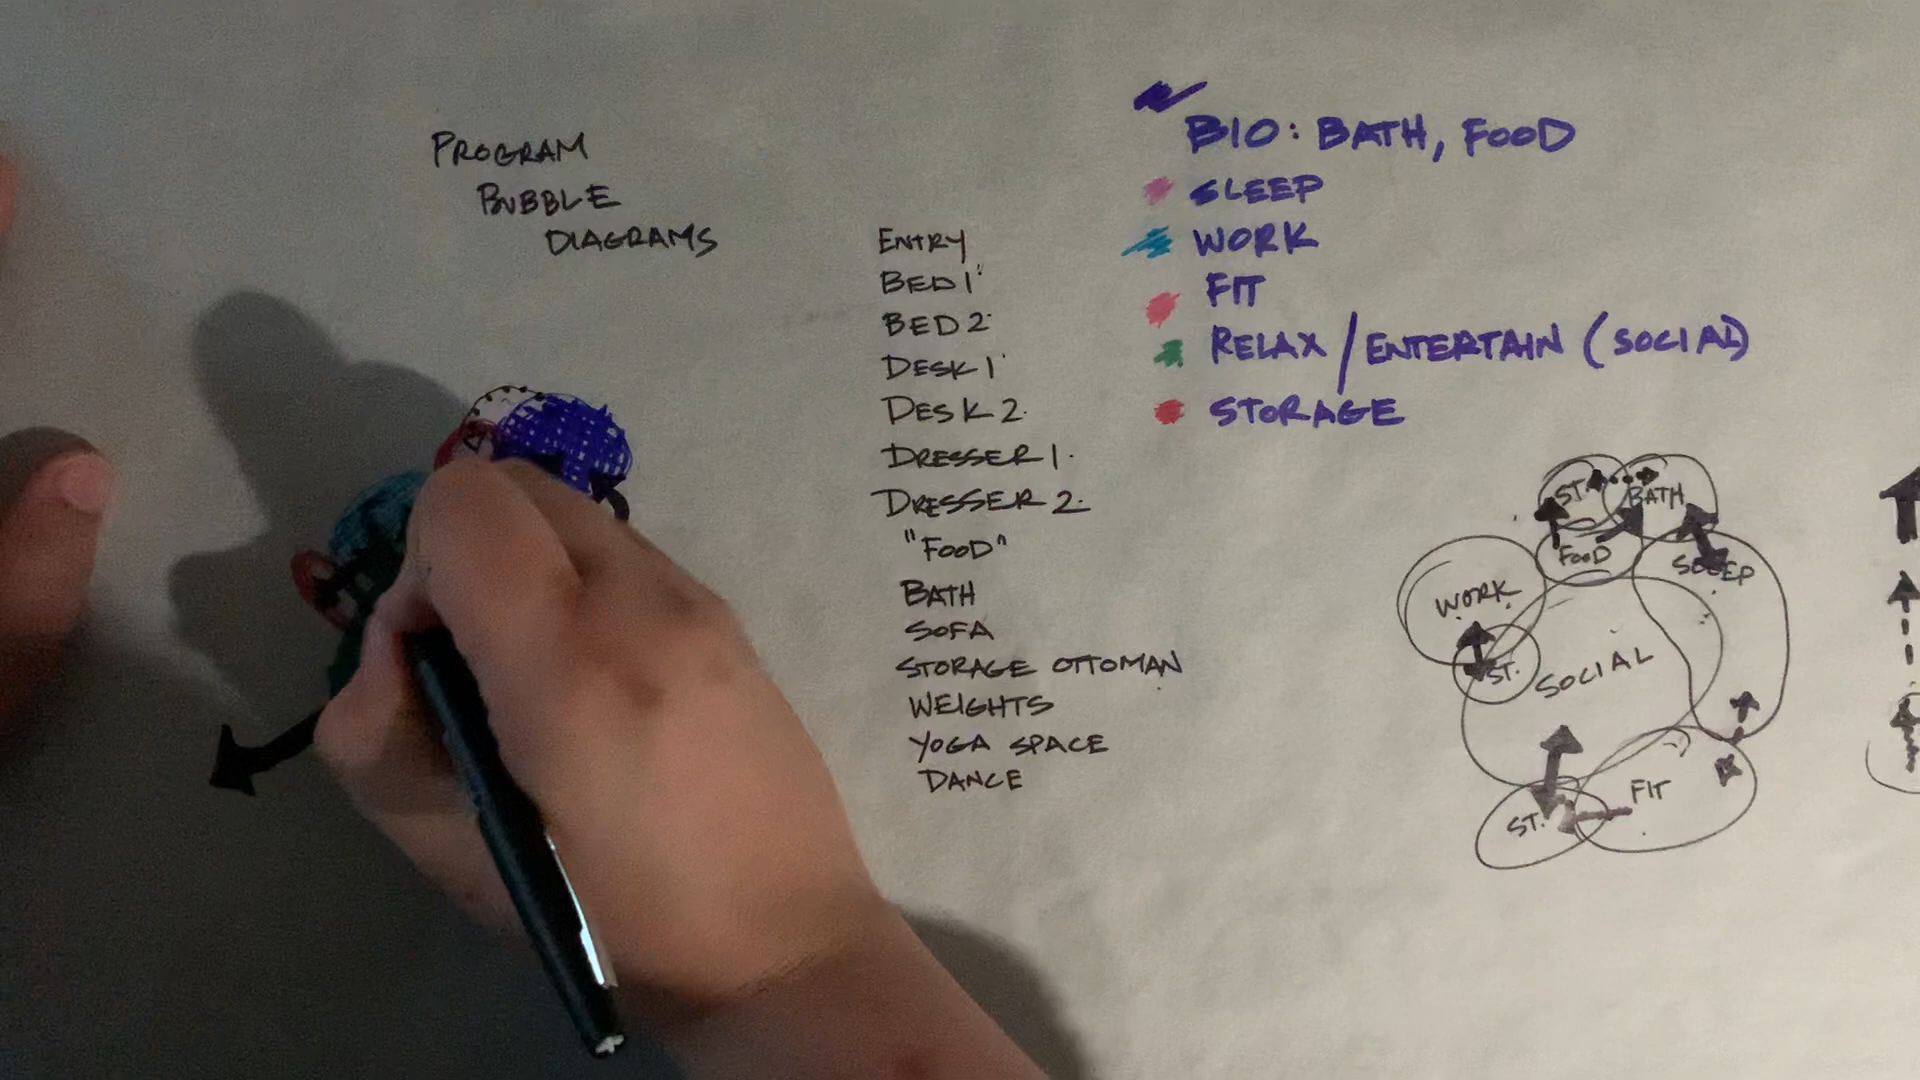 PROGRAM
BUBBLE
DIAGRAMS
ENTRY
BED 1
BED 2
DESK 1
DESK 2
DRESSER 1
DRESSER 2
"FOOD"
BATH
SOFA
STORAGE OTTOMAN
WEIGHTS
YOGA SPACE
DANCE
BIO: BATH, FOOD
SLEEP
WORK
FIT
RELAX / ENTERTAIN (SOCIAL)
STORAGE
ST.
BATH
FOOD
SLEEP
WORK
ST.
SOCIAL
FIT
ST.